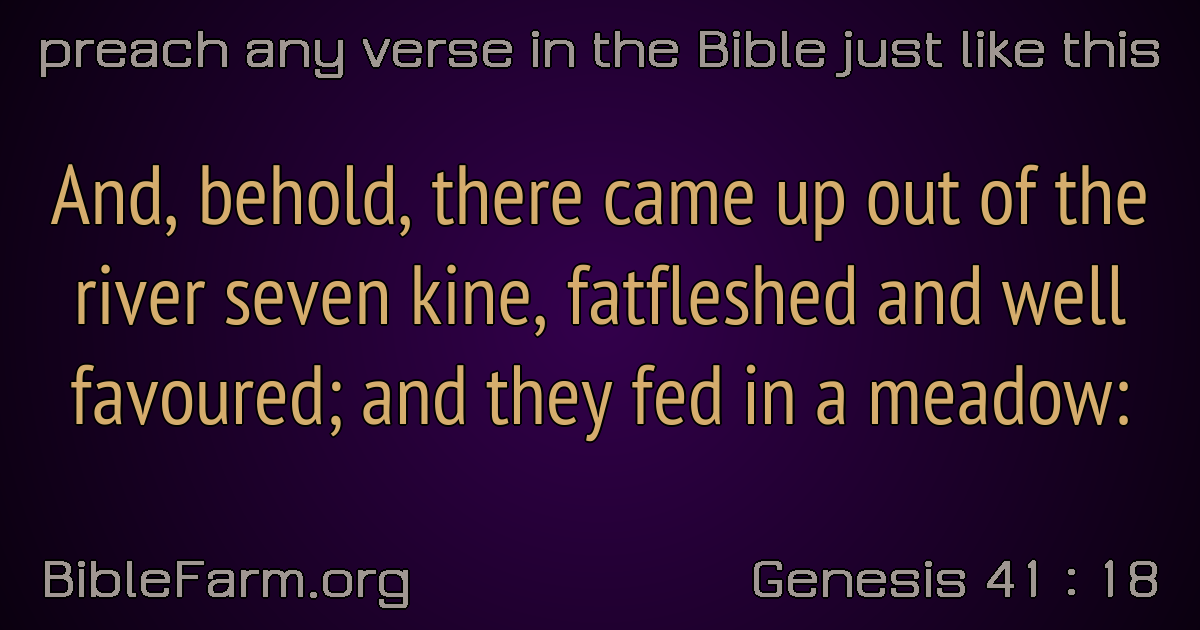 preach any verse in the Bible just like this
And, behold, there came up out of the
river seven kine, fatfleshed and well
favoured; and they fed in a meadow:
BibleFarm.org
Genesis 41 : 18